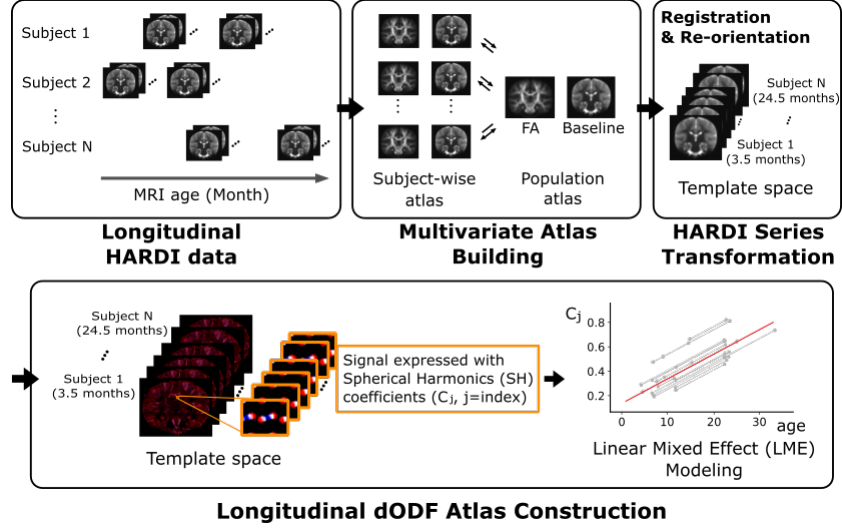 Subject 1
Subject 2
Subject N
MRI age (Month)
Longitudinal
HARDI data
FA
Baseline
Subject-wise
atlas
Population
atlas
Multivariate Atlas
Building
Registration
& Re-orientation
Subject N
(24.5 months)
Subject 1
(3.5 months)
Template space
HARDI Series
Transformation
Subject N
(24.5 months)
Subject 1
(3.5 months)
Template space
Signal expressed with
Spherical Harmonics (SH)
coefficients (Cj, j=index)
Cj
0.8
0.6
0.4
0.2
0
10
20
30
age
Linear Mixed Effect (LME)
Modeling
Longitudinal dODF Atlas Construction